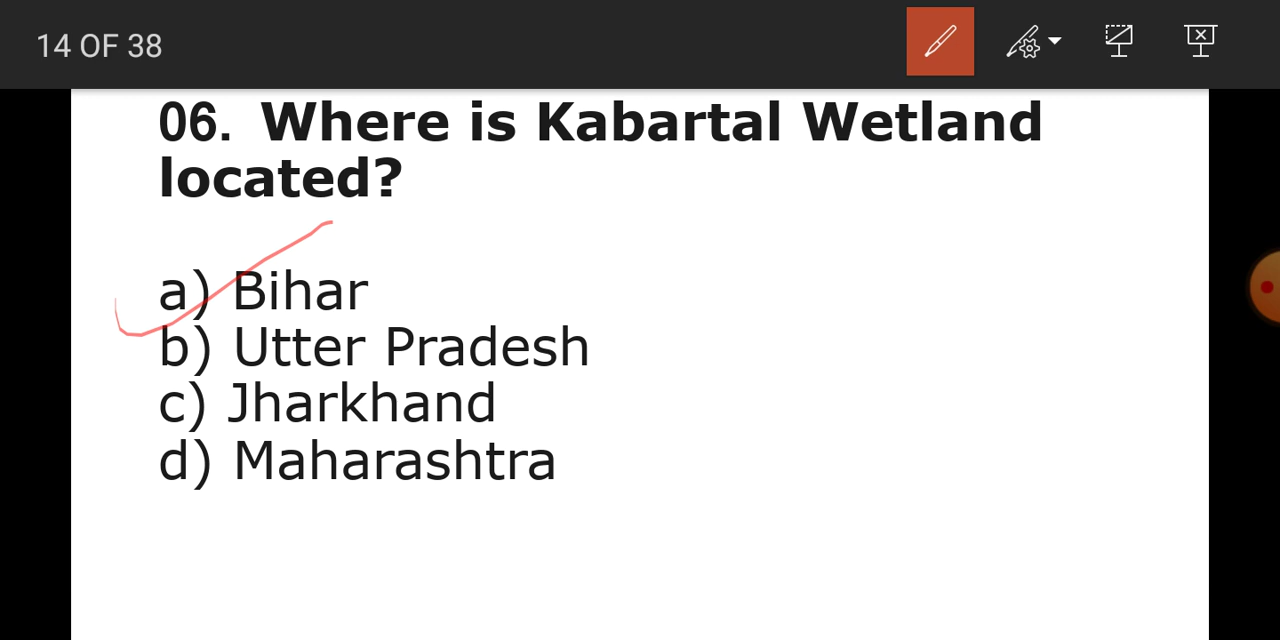 14 OF 38
06. Where is Kabartal Wetland
located?
a) Bihar
b) Utter Pradesh
c) Jharkhand
d) Maharashtra